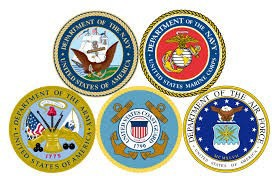 DEPARTMENT OF THE NAVY
UNITED STATES OF AMERICA
DEPARTMENT OF THE NAVY
UNITED STATES MARINE CORPS
DEPARTMENT OF THE ARMY
UNITED STATES OF AMERICA
1775
UNITED STATES COAST GUARD
1790
DEPARTMENT OF THE AIR FORCE
UNITED STATES OF AMERICA
MCMXLVII